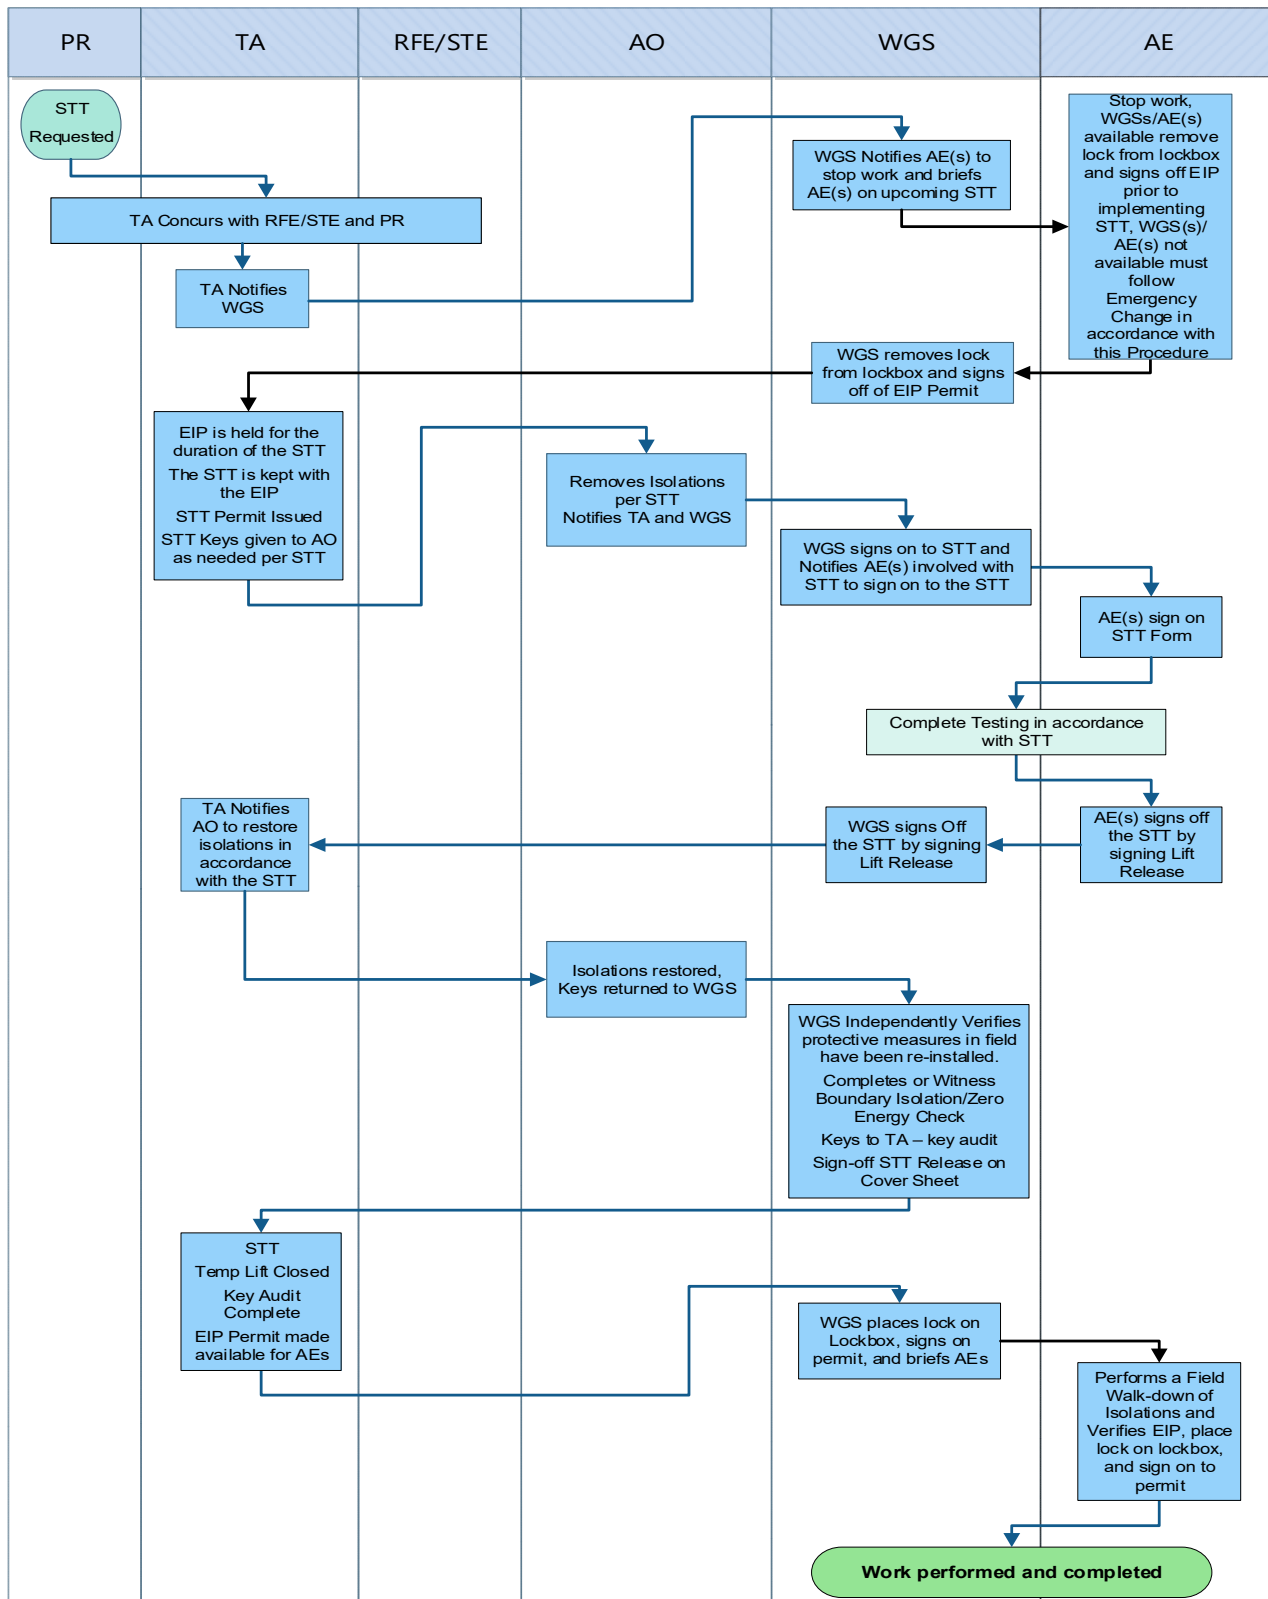 PR
TA
RFE/STE
AO
WGS
AE
STT
Requested
TA Concurs with RFE/STE and PR
TA Notifies
WGS
WGS Notifies AE(s) to
stop work and briefs
AE(s) on upcoming STT
Stop work,
WGSs/AE(s)
available remove
lock from lockbox
and signs off EIP
prior to
implementing
STT, WGS(s)/
AE(s) not
available must
follow
Emergency
Change in
accordance with
this Procedure
WGS removes lock
from lockbox and signs
off of EIP Permit
EIP is held for the
duration of the STT
The STT is kept with
the EIP
STT Permit Issued
STT Keys given to AO
as needed per STT
Removes Isolations
per STT
Notifies TA and WGS
WGS signs on to STT and
Notifies AE(s) involved with
STT to sign on to the STT
AE(s) sign on
STT Form
Complete Testing in accordance
with STT
AE(s) signs off
the STT by
signing Lift
Release
WGS signs Off
the STT by signing
Lift Release
TA Notifies
AO to restore
isolations in
accordance
with the STT
Isolations restored,
Keys returned to WGS
WGS Independently Verifies
protective measures in field
have been re-installed.
Completes or Witness
Boundary Isolation/Zero
Energy Check
Keys to TA – key audit
Sign-off STT Release on
Cover Sheet
STT
Temp Lift Closed
Key Audit
Complete
EIP Permit made
available for AEs
WGS places lock on
Lockbox, signs on
permit, and briefs AEs
Performs a Field
Walk-down of
Isolations and
Verifies EIP, place
lock on lockbox,
and sign on to
permit
Work performed and completed